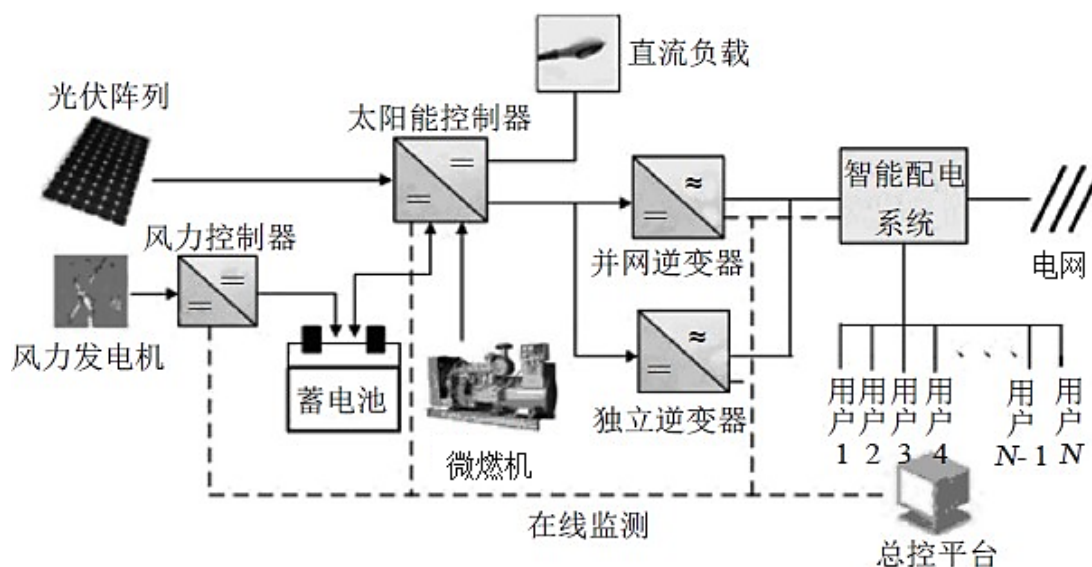 直流负载
光伏阵列
太阳能控制器
智能配电
系统
风力控制器
并网逆变器
电网
风力发电机
蓄电池
独立逆变器
微燃机
用户1
用户2
用户3
用户4
、、、
用户N-1
用户N
在线监测
总控平台